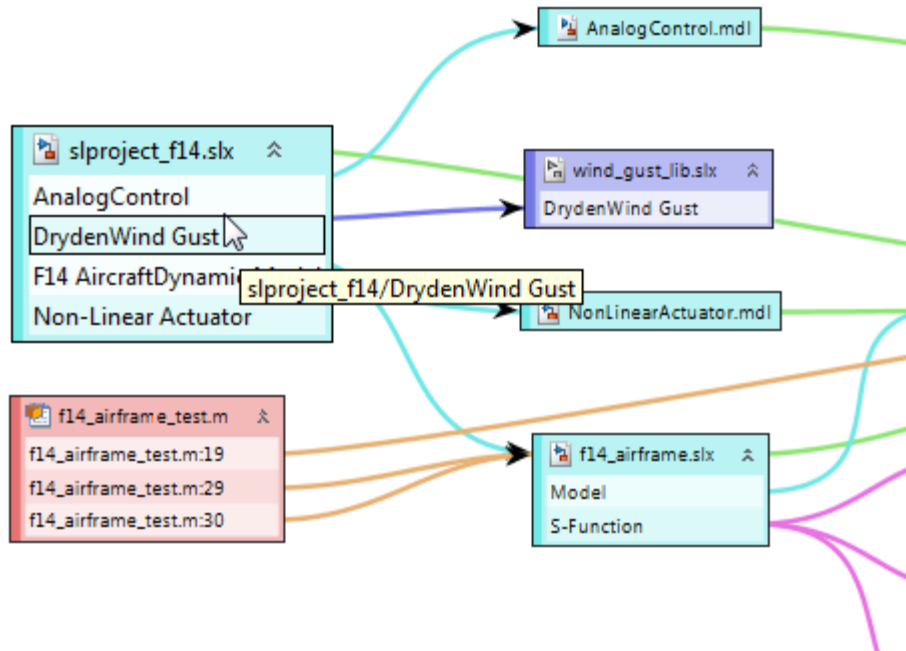 AnalogControl.mdl
slproject_f14.slx
AnalogControl
DrydenWind Gust
F14 AircraftDynamic
slproject_f14/DrydenWind Gust
Non-Linear Actuator
wind_gust_lib.slx
DrydenWind Gust
NonLinearActuator.mdl
f14_airframe_test.m
f14_airframe_test.m:19
f14_airframe_test.m:29
f14_airframe_test.m:30
f14_airframe.slx
Model
S-Function